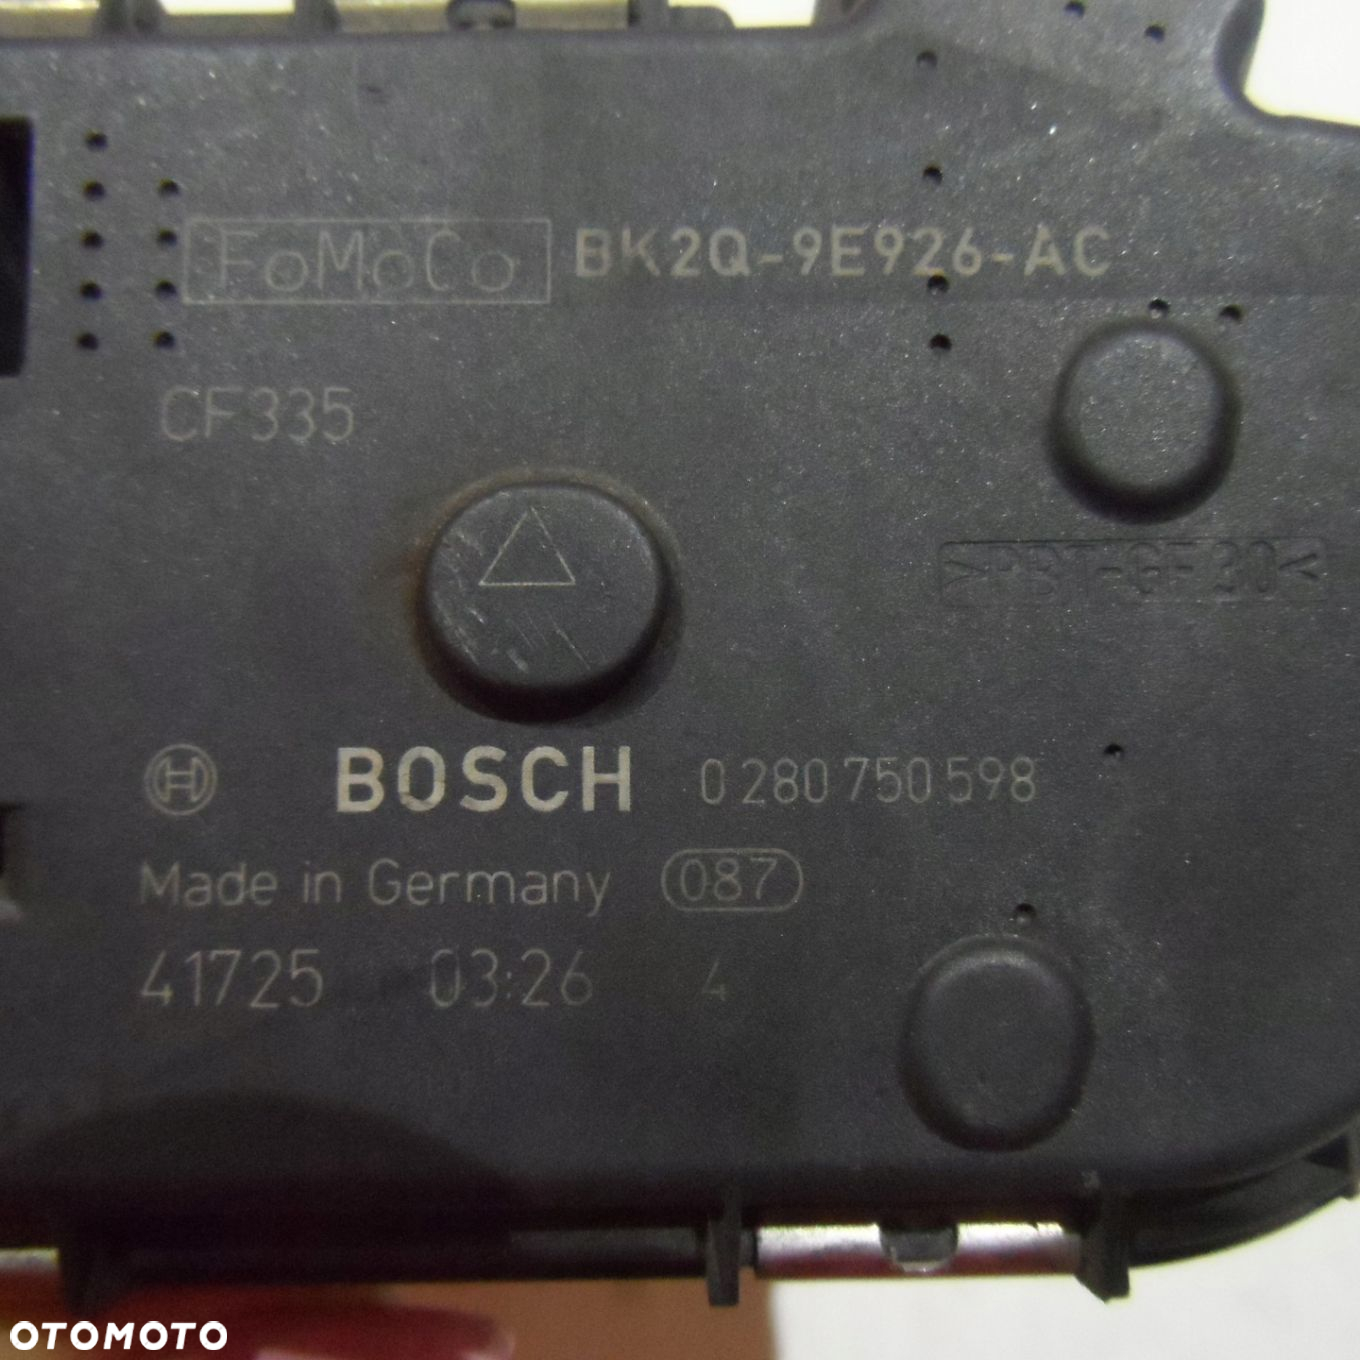 FoMoCo BK2Q-9E926-AC
CF335
>PBT-GF30<
BOSCH 0 280 750 598
Made in Germany 087
41725 03:26 4
OTOMOTO